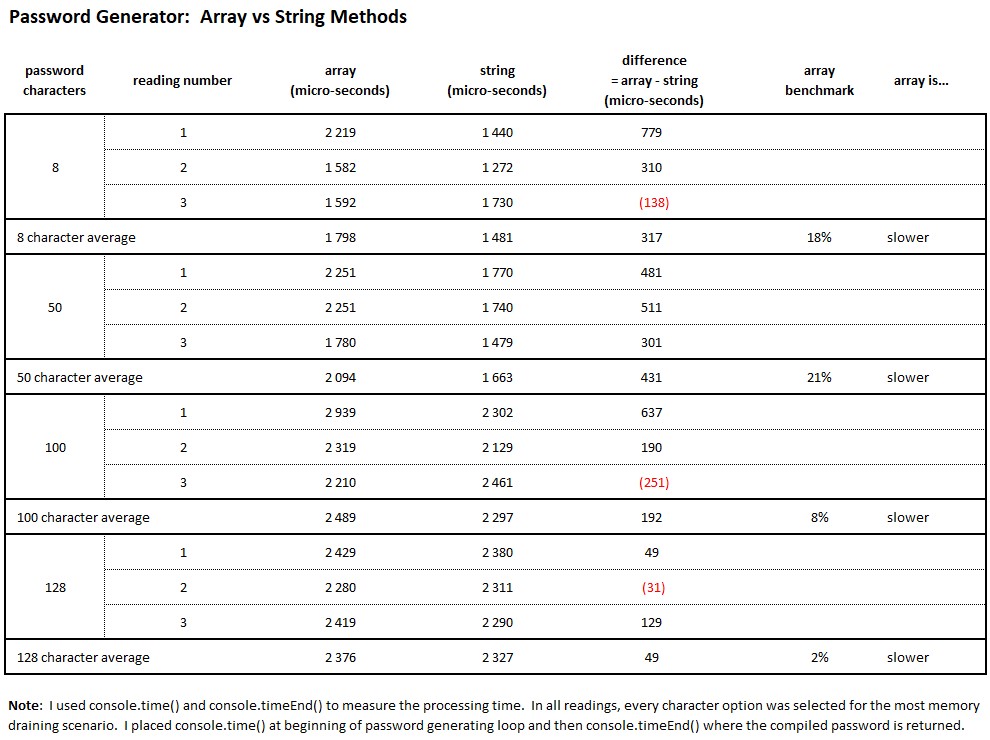 Password Generator:  Array vs String Methods
password characters	reading number	array (micro-seconds)	string (micro-seconds)	difference = array - string (micro-seconds)	array benchmark	array is...
8	1	2 219	1 440	779
2	1 582	1 272	310
3	1 592	1 730	(138)
8 character average	1 798	1 481	317	18%	slower
50	1	2 251	1 770	481
2	2 251	1 740	511
3	1 780	1 479	301
50 character average	2 094	1 663	431	21%	slower
100	1	2 939	2 302	637
2	2 319	2 129	190
3	2 210	2 461	(251)
100 character average	2 489	2 297	192	8%	slower
128	1	2 429	2 380	49
2	2 280	2 311	(31)
3	2 419	2 290	129
128 character average	2 376	2 327	49	2%	slower
Note:  I used console.time() and console.timeEnd() to measure the processing time.  In all readings, every character option was selected for the most memory
draining scenario.  I placed console.time() at beginning of password generating loop and then console.timeEnd() where the compiled password is returned.